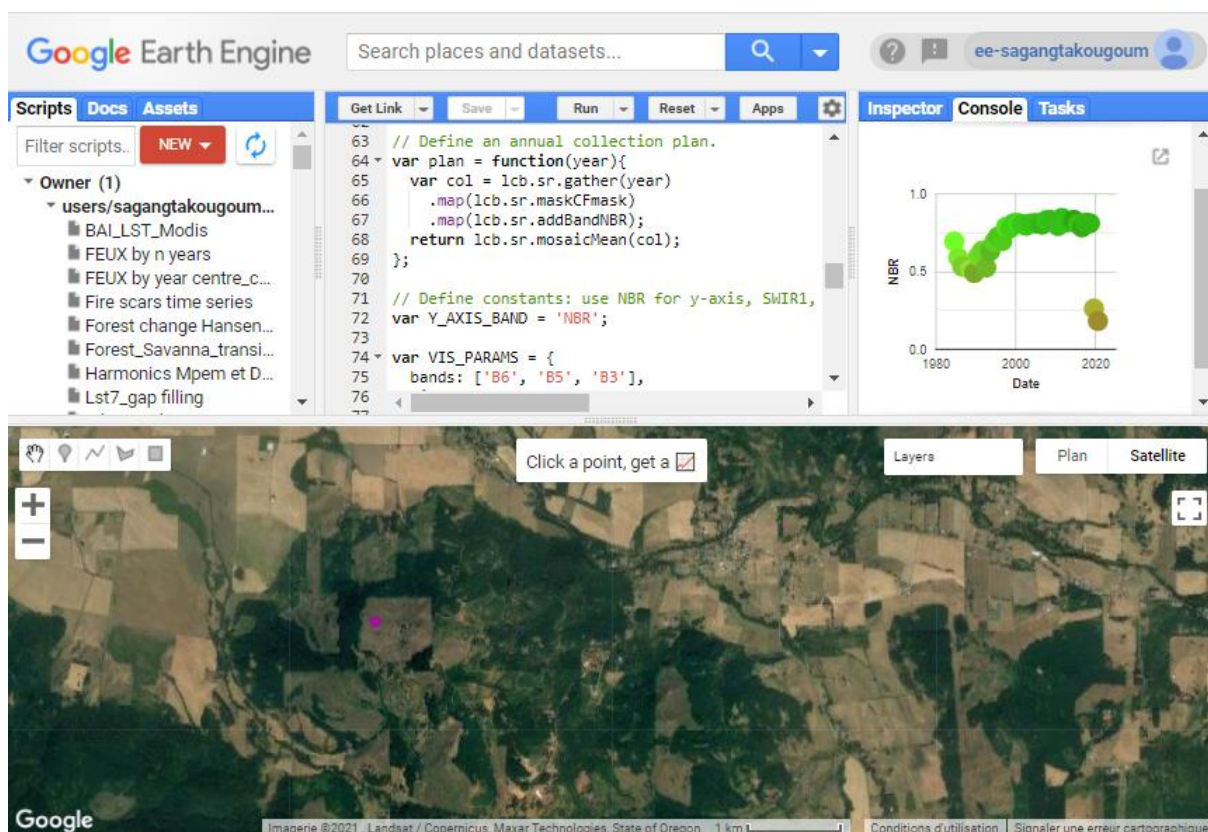 Google Earth Engine
Search places and datasets...
ee-sagangtakougoum
Scripts Docs Assets
Filter scripts..
NEW
Owner (1)
users/sagangtakougoum...
BAI_LST_Modis
FEUX by n years
FEUX by year centre_c...
Fire scars time series
Forest change Hansen...
Forest_Savanna_transi...
Harmonics Mpem et D...
Lst7_gap filling
Get Link Save Run Reset Apps
63 // Define an annual collection plan.
64 var plan = function(year){
65 var col = lcb.sr.gather(year)
66 .map(lcb.sr.maskCFmask)
67 .map(lcb.sr.addBandNBR);
68 return lcb.sr.mosaicMean(col);
69 };
70
71 // Define constants: use NBR for y-axis, SWIR1,
72 var Y_AXIS_BAND = 'NBR';
73
74 var VIS_PARAMS = {
75 bands: ['B6', 'B5', 'B3'],
76
Inspector Console Tasks
1.0
NBR
0.5
0.0
1980 2000 2020
Date
Click a point, get a
Layers
Plan Satellite
Google
Imagerie ©2021 , Landsat / Copernicus, Maxar Technologies, State of Oregon 1 km Conditions d'utilisation Signaler une erreur cartographique